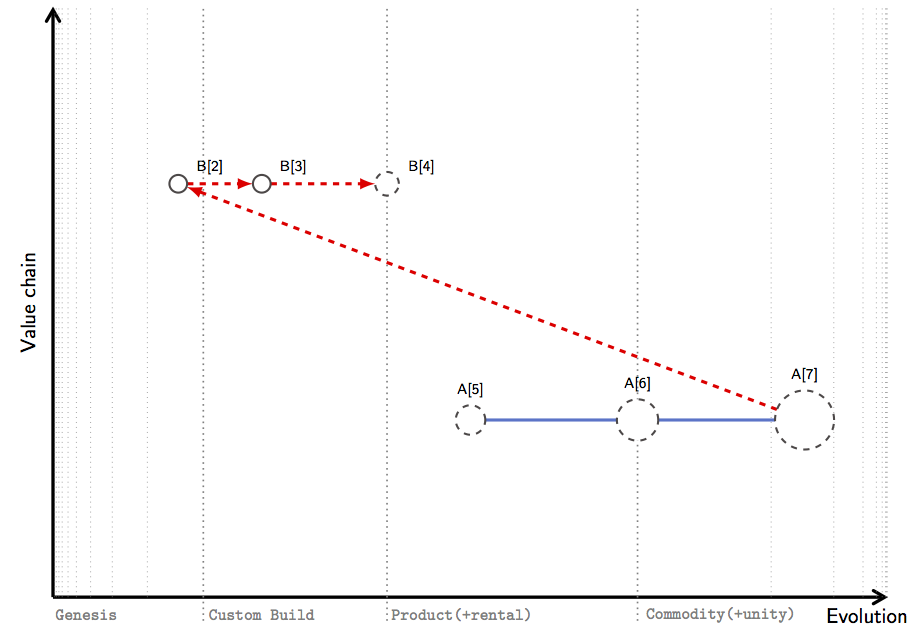 B[2]
B[3]
B[4]
Value chain
A[5]
A[6]
A[7]
Genesis
Custom Build
Product(+rental)
Commodity(+unity)
Evolution